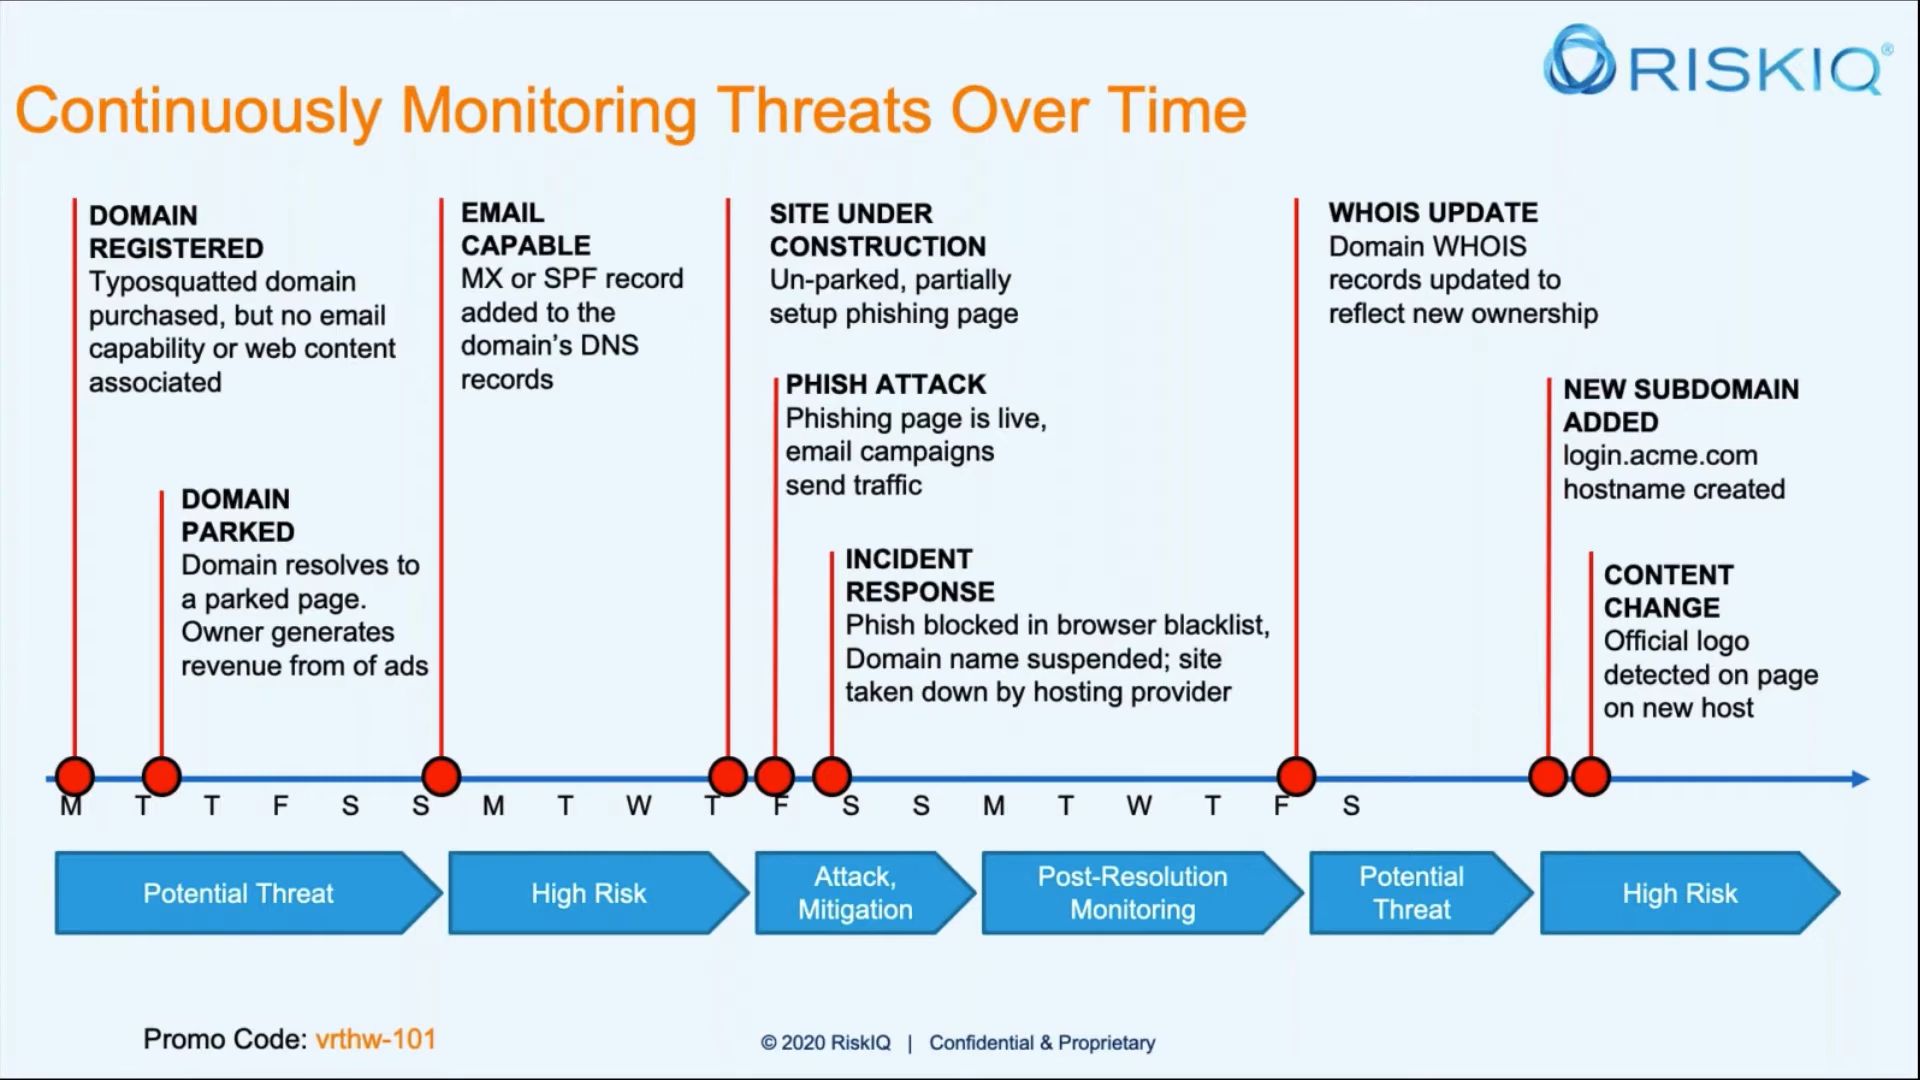 RISKIQ®
Continuously Monitoring Threats Over Time
DOMAIN
REGISTERED
Typosquatted domain
purchased, but no email
capability or web content
associated
DOMAIN
PARKED
Domain resolves to
a parked page.
Owner generates
revenue from of ads
EMAIL
CAPABLE
MX or SPF record
added to the
domain's DNS
records
SITE UNDER
CONSTRUCTION
Un-parked, partially
setup phishing page
PHISH ATTACK
Phishing page is live,
email campaigns
send traffic
INCIDENT
RESPONSE
Phish blocked in browser blacklist,
Domain name suspended; site
taken down by hosting provider
WHOIS UPDATE
Domain WHOIS
records updated to
reflect new ownership
NEW SUBDOMAIN
ADDED
login.acme.com
hostname created
CONTENT
CHANGE
Official logo
detected on page
on new host
M T T F S S M T W T F S S M T W T F S
Potential Threat
High Risk
Attack,
Mitigation
Post-Resolution
Monitoring
Potential
Threat
High Risk
Promo Code: vrthw-101
© 2020 RiskIQ | Confidential & Proprietary